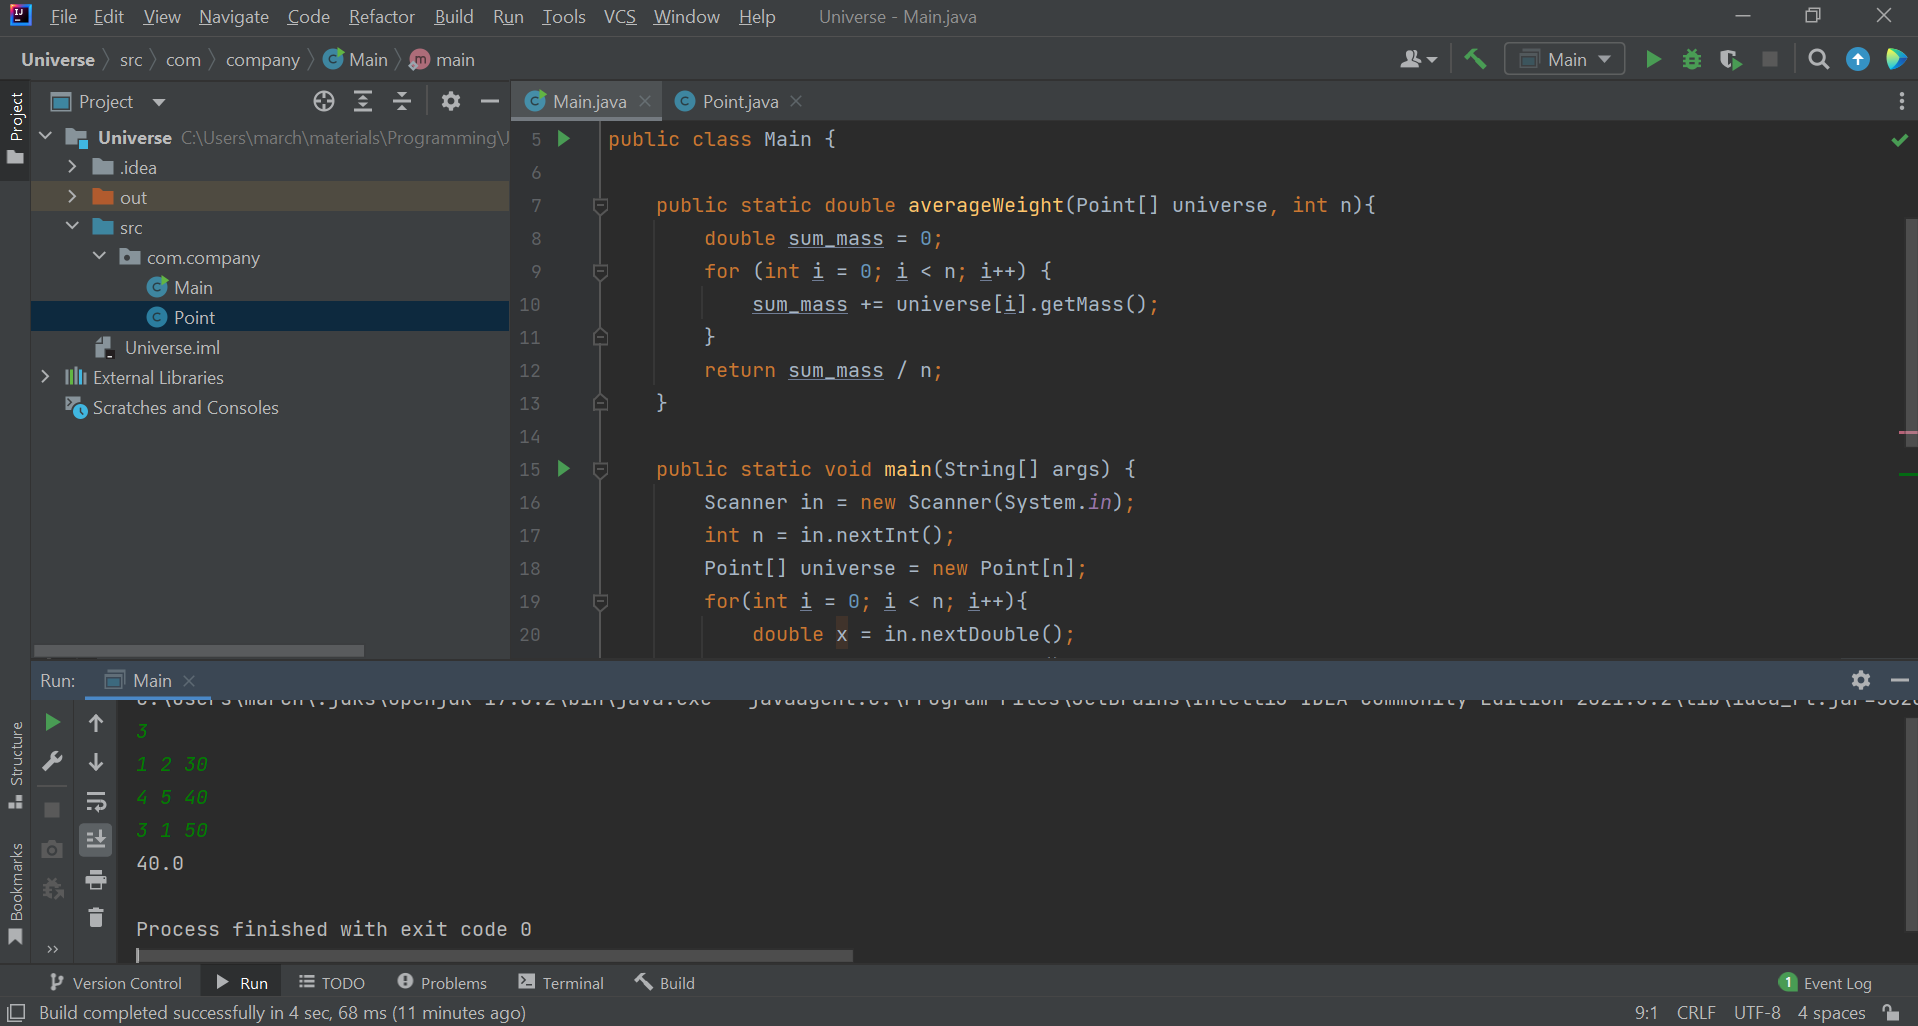 File Edit View Navigate Code Refactor Build Run Tools VCS Window Help Universe - Main.java
Universe src com company Main main
Main
Project
Project
Main.java
Point.java
Universe C:\Users\march\materials\Programming\J
.idea
out
src
com.company
Main
Point
Universe.iml
External Libraries
Scratches and Consoles
5 public class Main {
6
7 public static double averageWeight(Point[] universe, int n){
8 double sum_mass = 0;
9 for (int i = 0; i < n; i++) {
10 sum_mass += universe[i].getMass();
11 }
12 return sum_mass / n;
13 }
14
15 public static void main(String[] args) {
16 Scanner in = new Scanner(System.in);
17 int n = in.nextInt();
18 Point[] universe = new Point[n];
19 for(int i = 0; i < n; i++){
20 double x = in.nextDouble();
Run: Main
3
1 2 30
4 5 40
3 1 50
40.0
Process finished with exit code 0
Structure
Bookmarks
Version Control Run TODO Problems Terminal Build 1 Event Log
Build completed successfully in 4 sec, 68 ms (11 minutes ago) 9:1 CRLF UTF-8 4 spaces